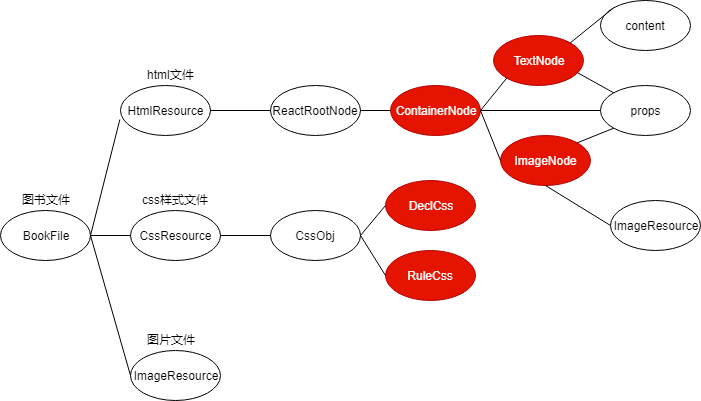 content
TextNode
html文件
HtmlResource
ReactRootNode
ContainerNode
props
ImageNode
图书文件
css样式文件
DeclCss
BookFile
CssResource
CssObj
ImageResource
RuleCss
图片文件
ImageResource